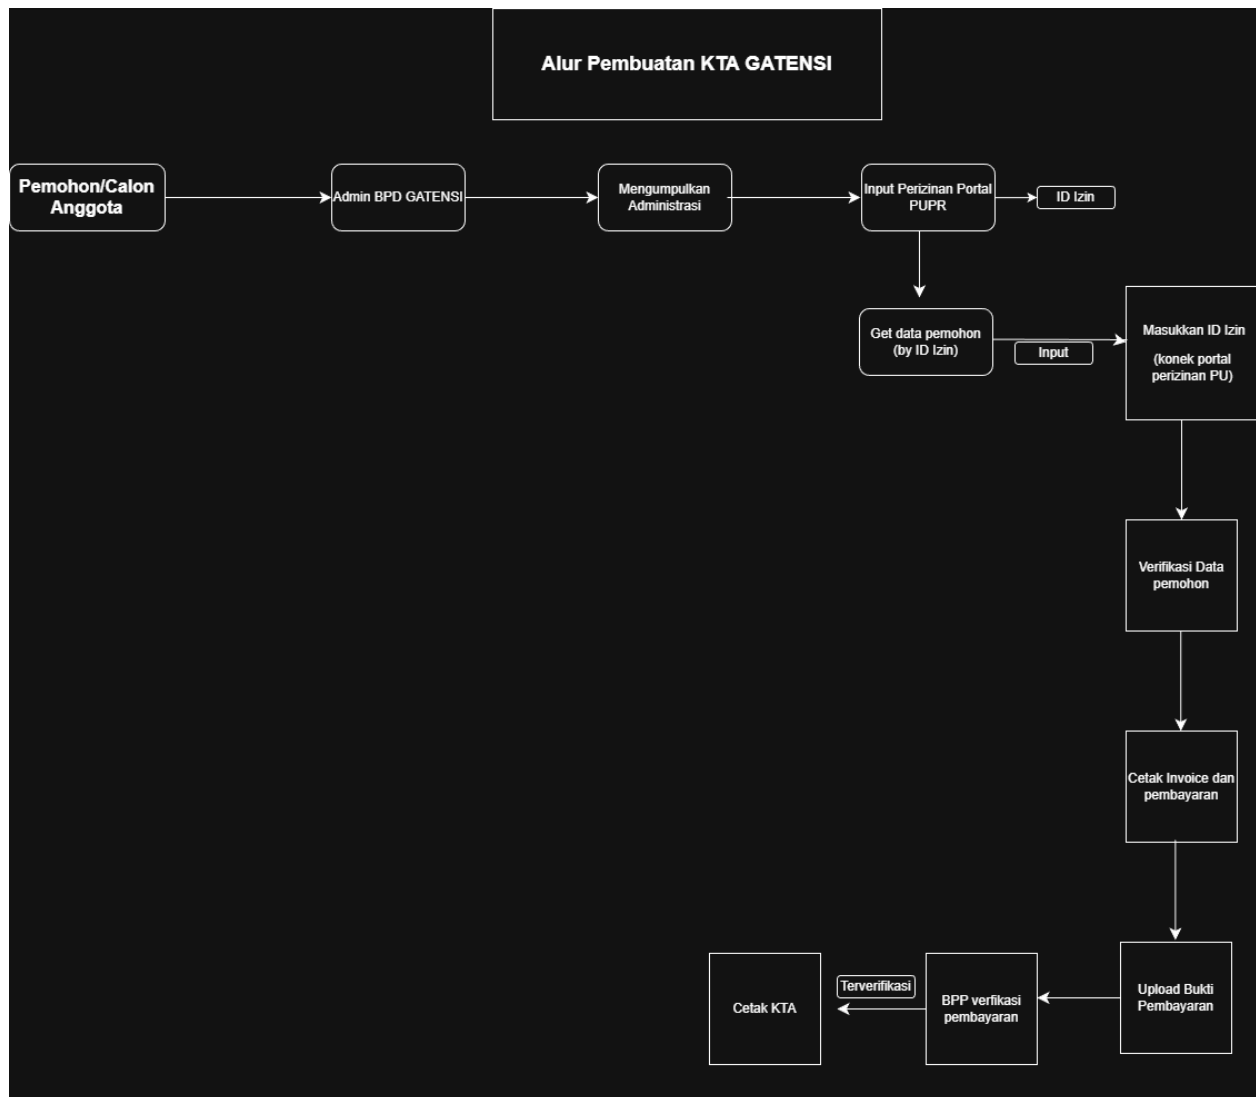 Alur Pembuatan KTA GATENSI
Pemohon/Calon
Anggota
Admin BPD GATENSI
Mengumpulkan
Administrasi
Input Perizinan Portal
PUPR
ID Izin
Get data pemohon
(by ID Izin)
Input
Masukkan ID Izin
(konek portal
perizinan PU)
Verifikasi Data
pemohon
Cetak Invoice dan
pembayaran
Upload Bukti
Pembayaran
BPP verfikasi
pembayaran
Terverifikasi
Cetak KTA